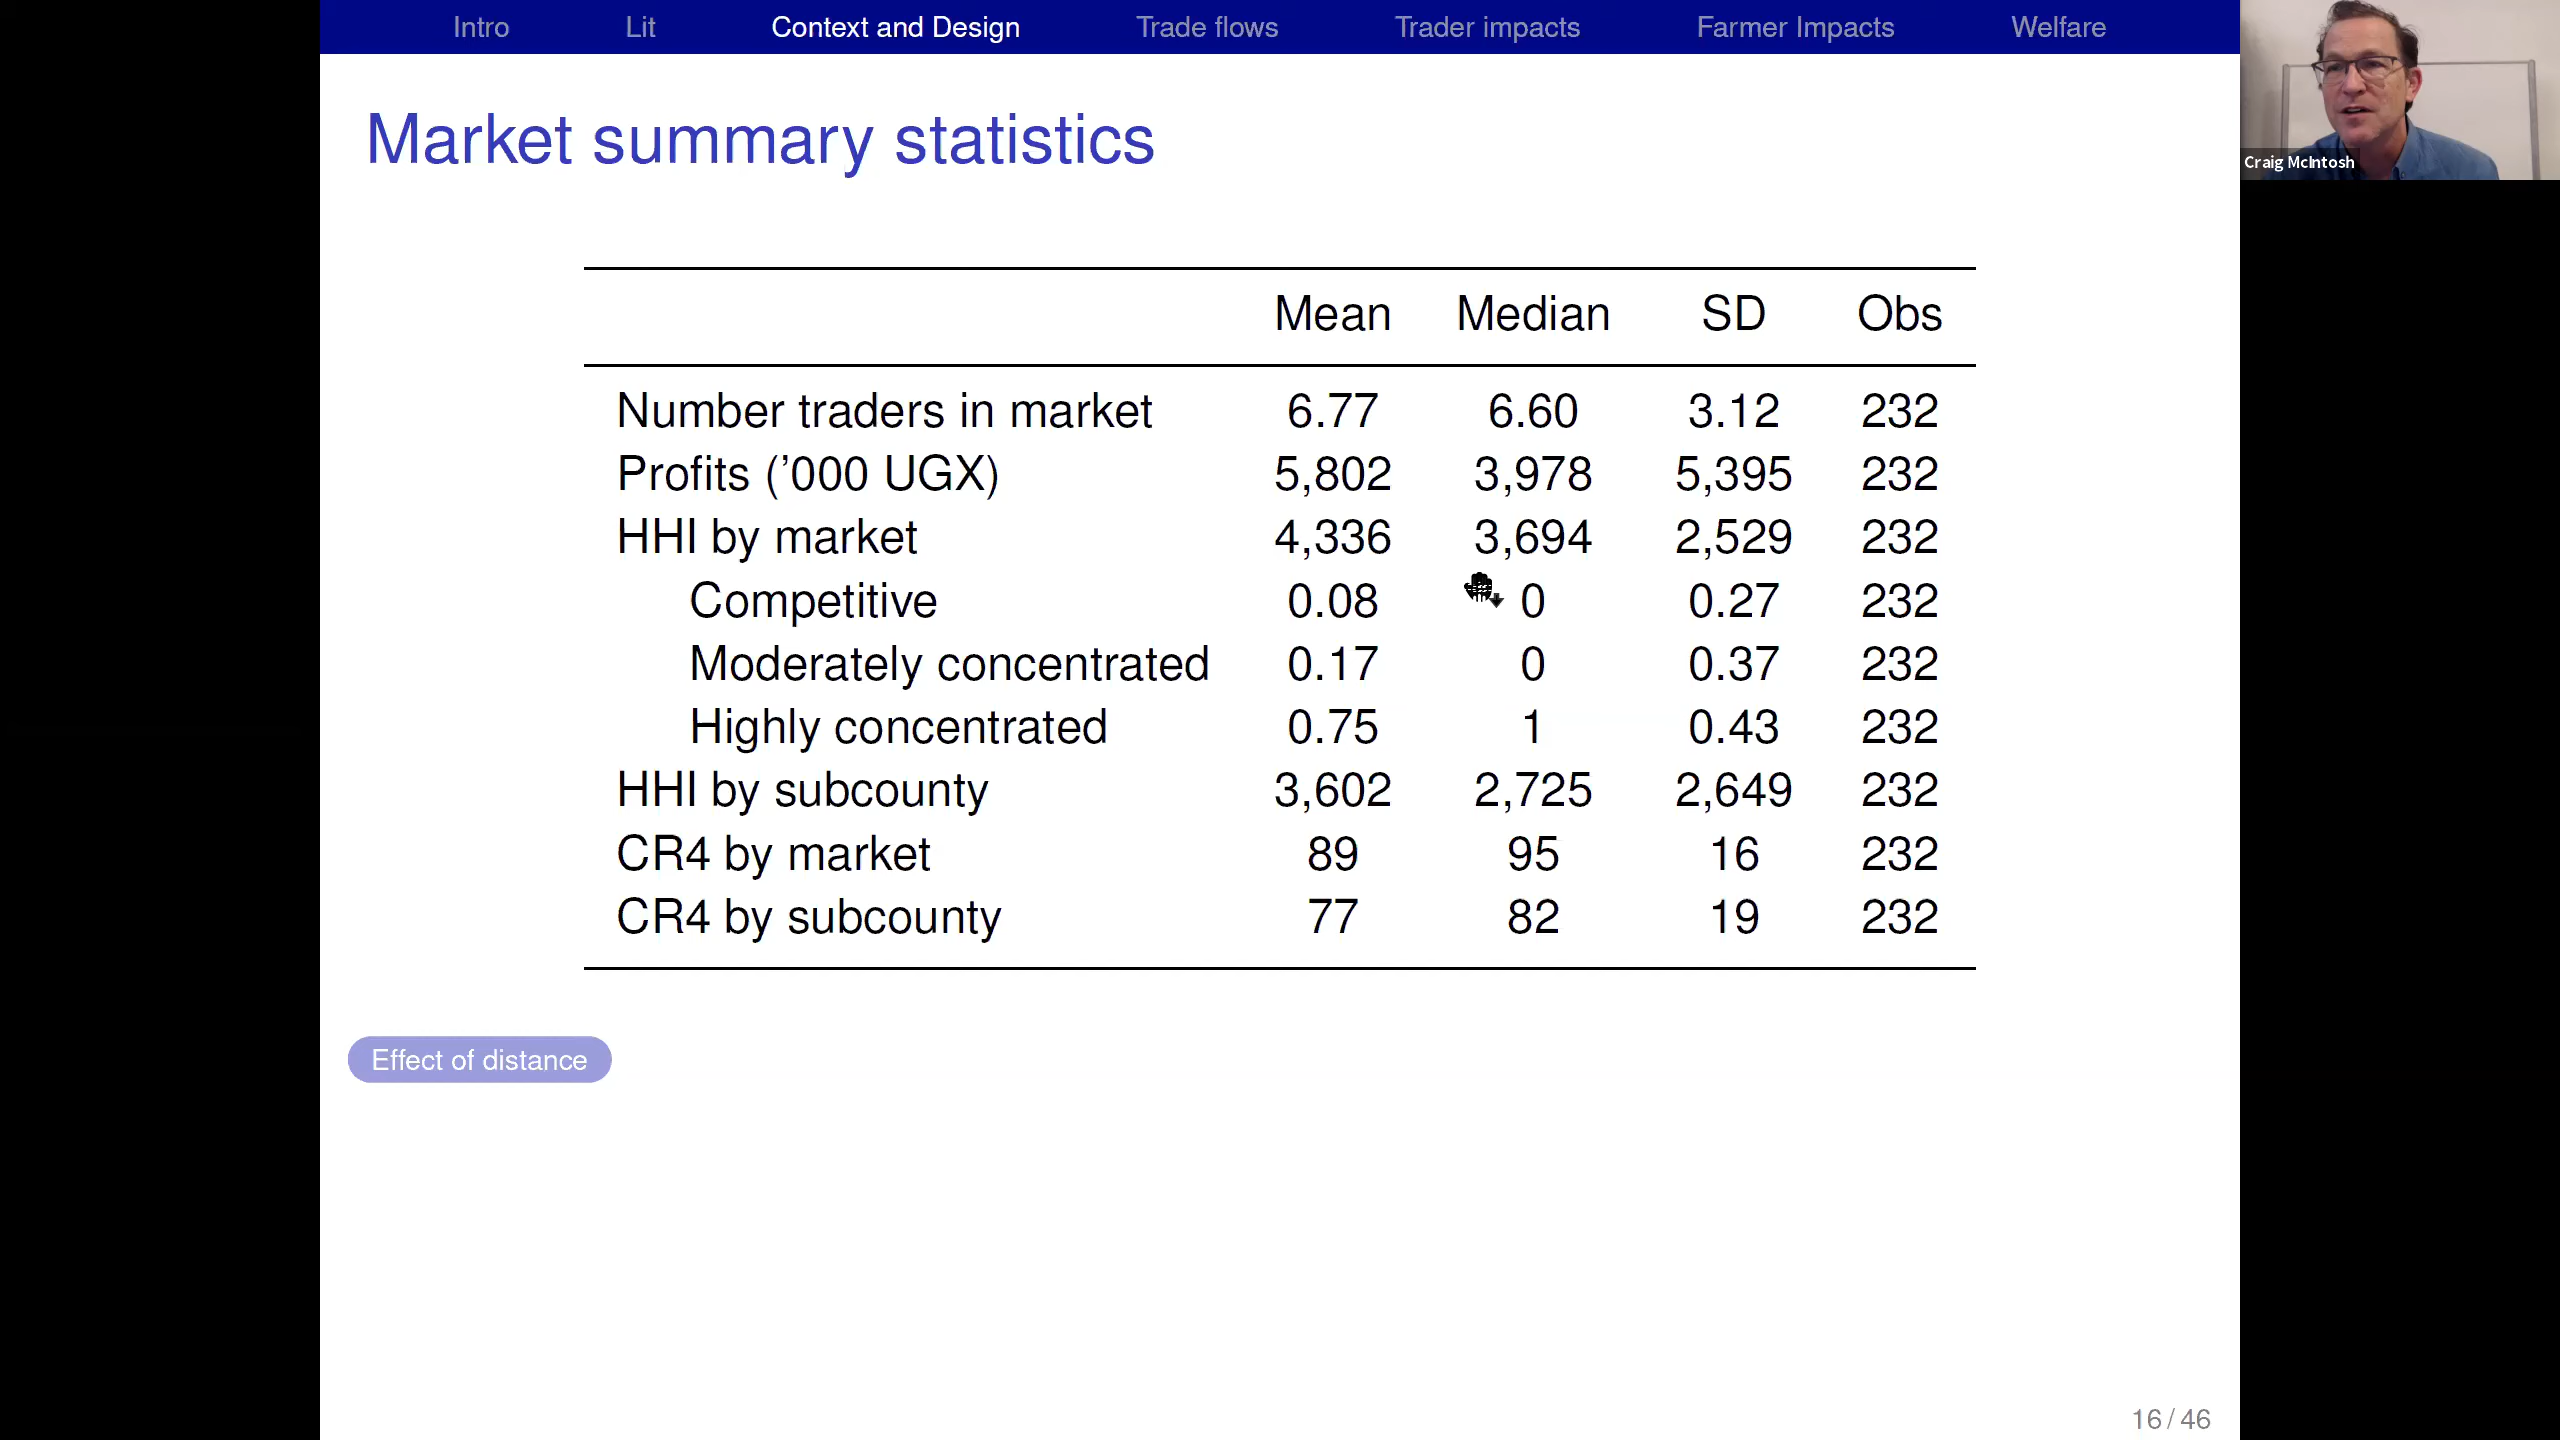 Intro Lit Context and Design Trade flows Trader impacts Farmer Impacts Welfare
Craig McIntosh
Market summary statistics
Mean Median SD Obs
Number traders in market 6.77 6.60 3.12 232
Profits ('000 UGX) 5,802 3,978 5,395 232
HHI by market 4,336 3,694 2,529 232
Competitive 0.08 0 0.27 232
Moderately concentrated 0.17 0 0.37 232
Highly concentrated 0.75 1 0.43 232
HHI by subcounty 3,602 2,725 2,649 232
CR4 by market 89 95 16 232
CR4 by subcounty 77 82 19 232
Effect of distance
16 / 46